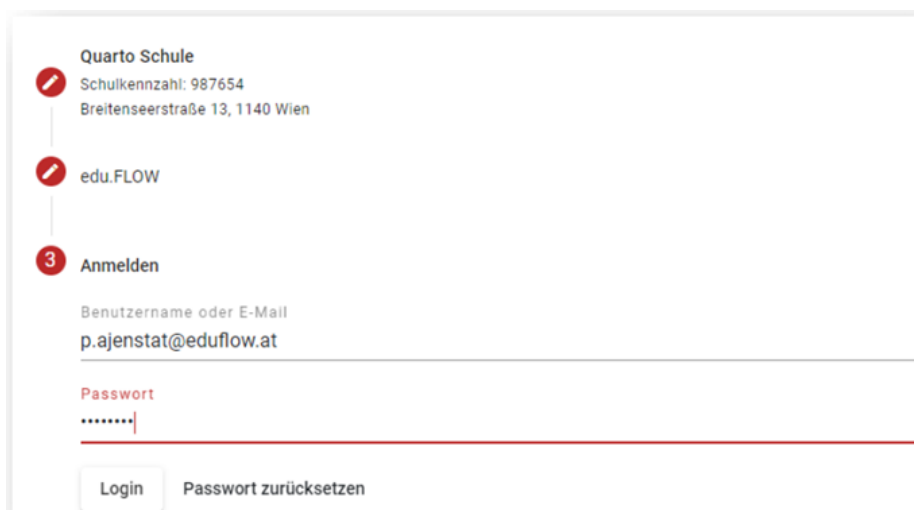 Quarto Schule
Schulkennzahl: 987654
Breitenseerstraße 13, 1140 Wien
edu.FLOW
3 Anmelden
Benutzername oder E-Mail
p.ajenstat@eduflow.at
Passwort
••••••••
Login Passwort zurücksetzen